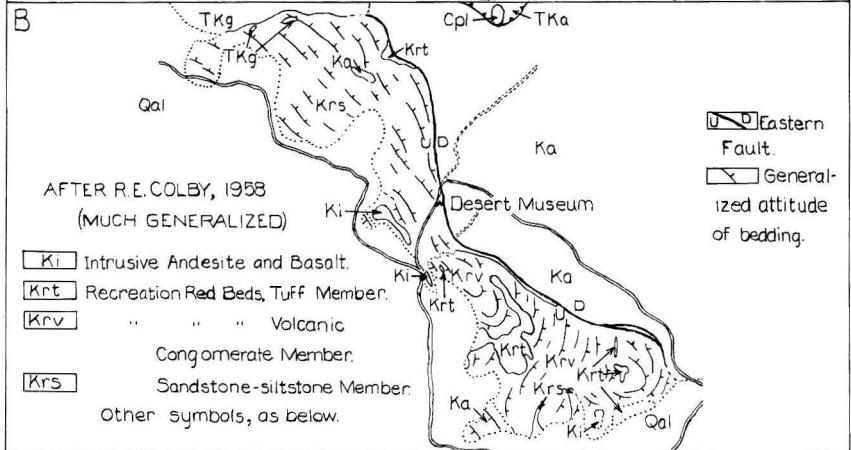 B
TKg
TKg
Cpl
TKa
Krt
Ka
Krs
Qal
U D
Ka
U D Eastern
Fault.
General-
ized attitude
of bedding.
AFTER R.E. COLBY, 1958
(MUCH GENERALIZED)
Ki
Desert Museum
Ki Intrusive Andesite and Basalt.
Krt Recreation Red Beds, Tuff Member.
Krv " " " Volcanic
Conglomerate Member.
Krs Sandstone-siltstone Member.
Other symbols, as below.
Ki
Krv
Krt
Ka
U D
Krt
Krv
Krt
Krs
Ka
Ki
Qal